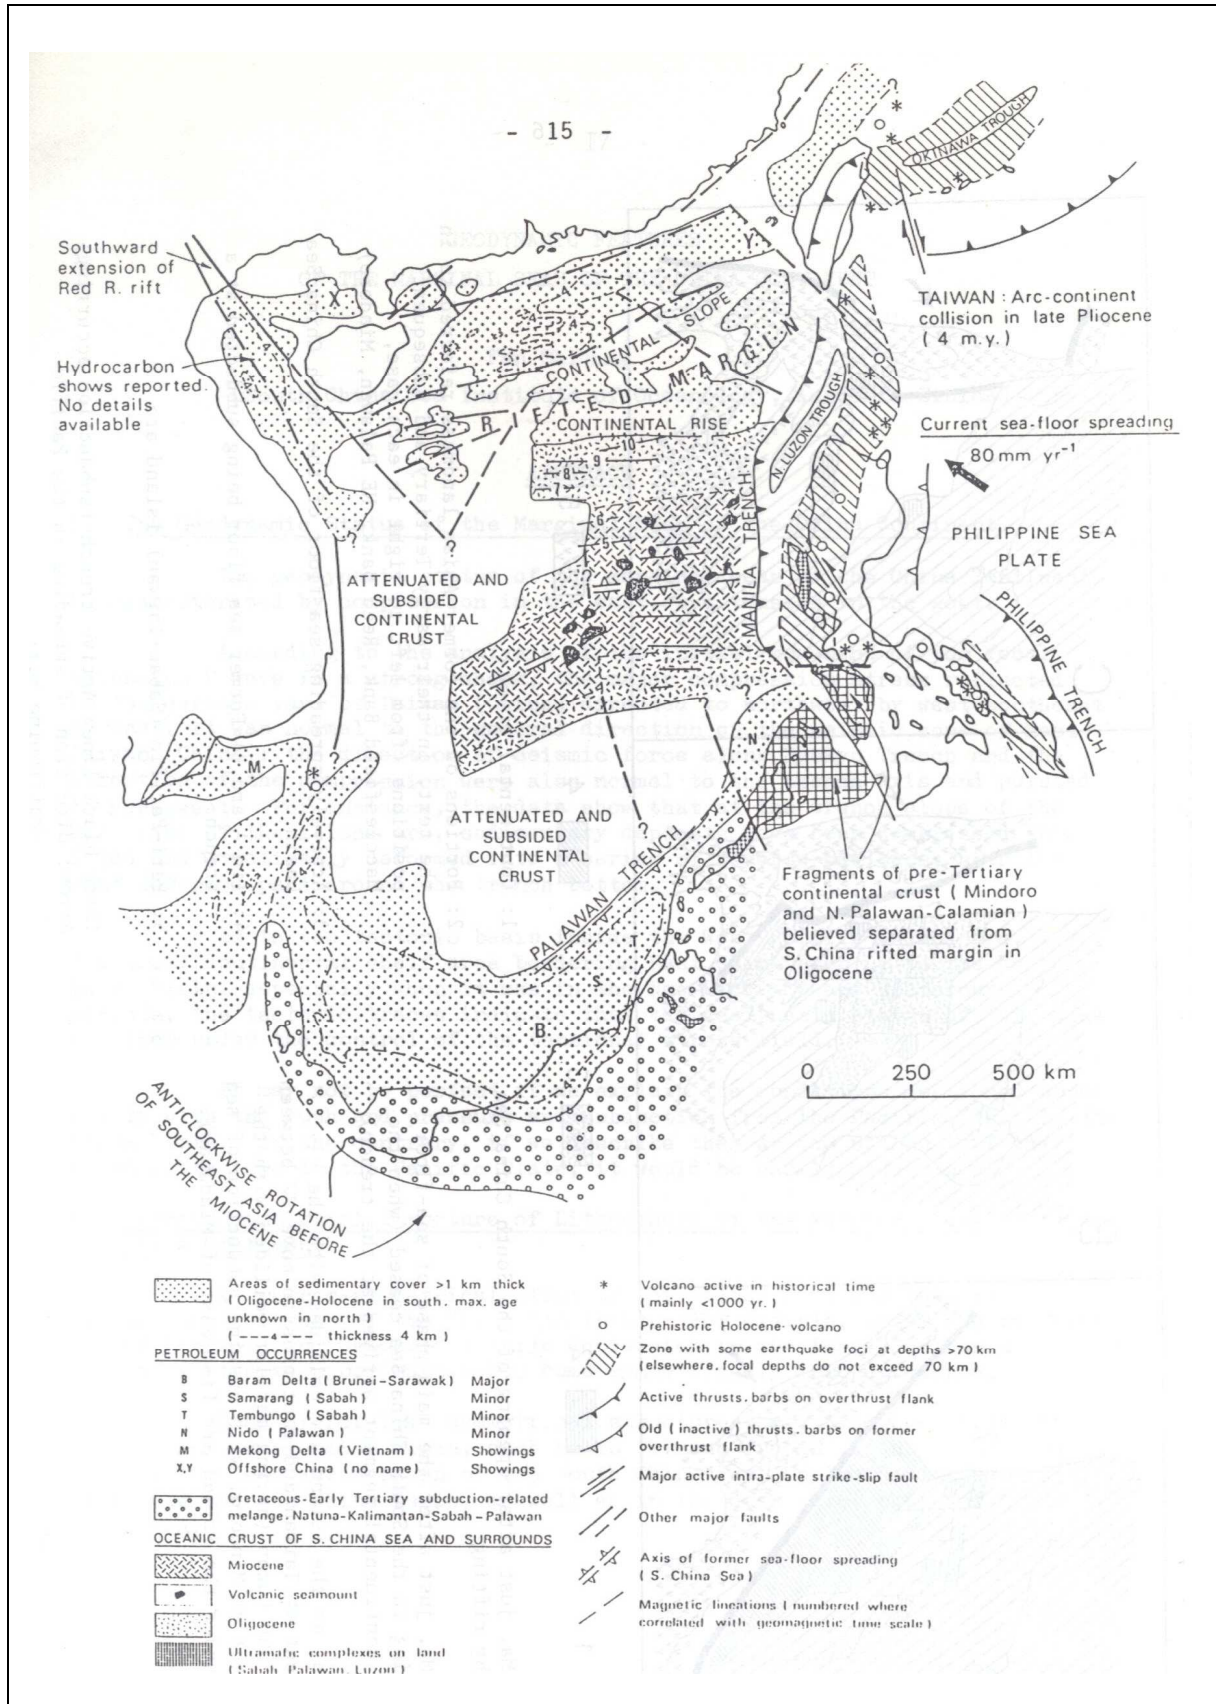 - 15 -
OKINAWA TROUGH
Southward
extension of
Red R. rift
Hydrocarbon
shows reported.
No details
available
TAIWAN : Arc-continent
collision in late Pliocene
( 4 m.y. )
Current sea-floor spreading
80 mm yr⁻¹
PHILIPPINE SEA
PLATE
PHILIPPINE TRENCH
X
Y
4
4
4
CONTINENTAL SLOPE
RIFTED MARGIN
CONTINENTAL RISE
N. LUZON TROUGH
MANILA TRENCH
10
9
8
7
6
5
ATTENUATED AND
SUBSIDED
CONTINENTAL
CRUST
M
N
ATTENUATED AND
SUBSIDED
CONTINENTAL
CRUST
PALAWAN TRENCH
T
S
B
4
4
Fragments of pre-Tertiary
continental crust ( Mindoro
and N. Palawan-Calamian )
believed separated from
S. China rifted margin in
Oligocene
0 250 500 km
ANTICLOCKWISE ROTATION
OF SOUTHEAST ASIA BEFORE
THE MIOCENE
Areas of sedimentary cover >1 km thick
( Oligocene-Holocene in south. max. age
unknown in north )
( ---4--- thickness 4 km )
PETROLEUM OCCURRENCES
B Baram Delta ( Brunei-Sarawak ) Major
S Samarang ( Sabah ) Minor
T Tembungo ( Sabah ) Minor
N Nido ( Palawan ) Minor
M Mekong Delta ( Vietnam ) Showings
X,Y Offshore China ( no name ) Showings
Cretaceous-Early Tertiary subduction-related
melange. Natuna-Kalimantan-Sabah-Palawan
OCEANIC CRUST OF S. CHINA SEA AND SURROUNDS
Miocene
Volcanic seamount
Oligocene
Ultramafic complexes on land
( Sabah Palawan. Luzon )
* Volcano active in historical time
( mainly <1000 yr. )
Prehistoric Holocene- volcano
Zone with some earthquake foci at depths >70 km
( elsewhere. focal depths do not exceed 70 km )
Active thrusts. barbs on overthrust flank
Old ( inactive ) thrusts. barbs on former
overthrust flank
Major active intra-plate strike-slip fault
Other major faults
Axis of former sea-floor spreading
( S. China Sea )
Magnetic lineations ( numbered where
correlated with geomagnetic time scale )